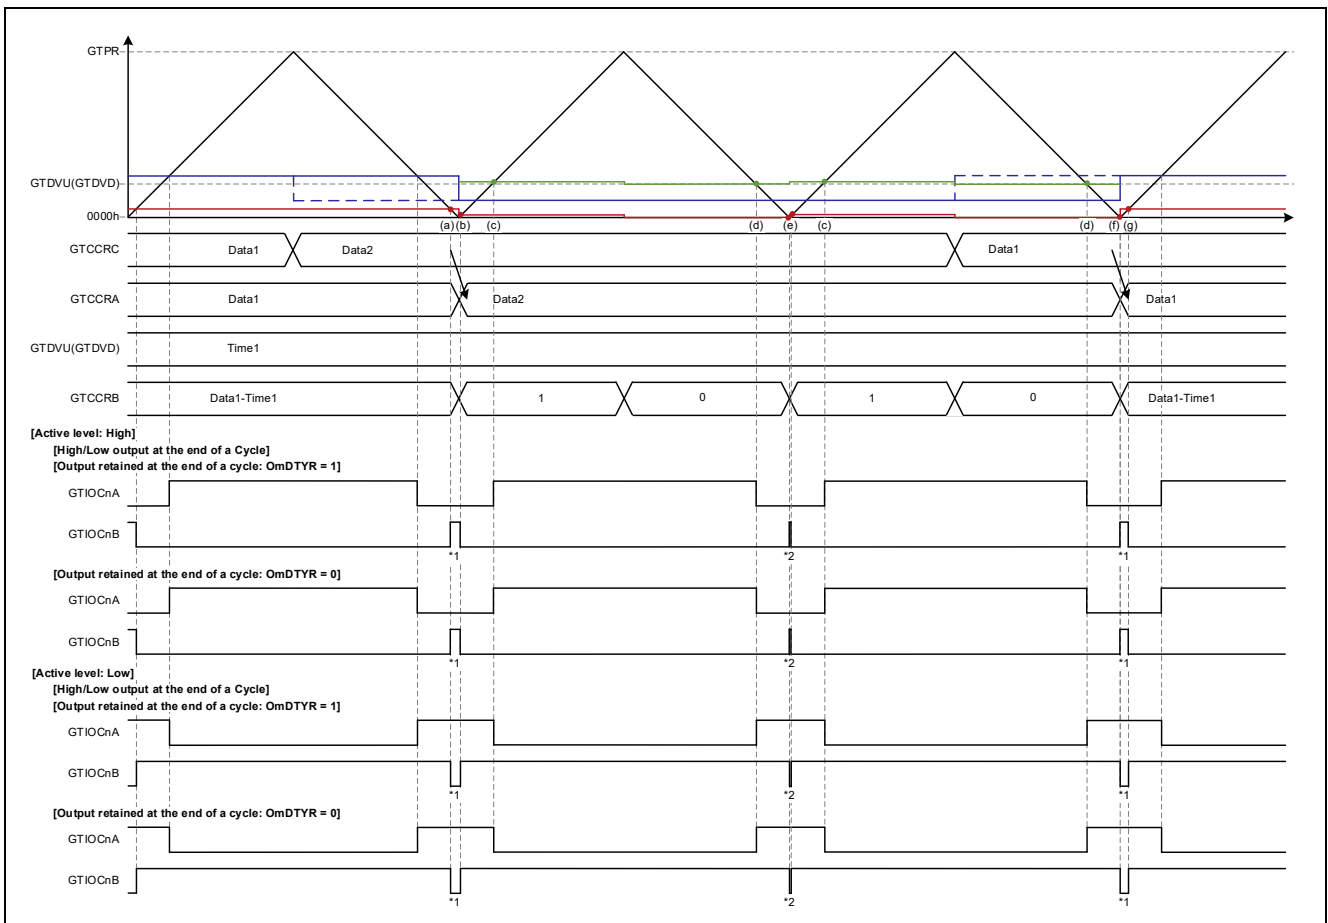 GTPR
GTDVU(GTDVD)
0000h
(a) (b) (c) (d) (e) (c) (d) (f) (g)
GTCCRC Data1 Data2 Data1
GTCCRA Data1 Data2 Data1
GTDVU(GTDVD) Time1
GTCCRB Data1-Time1 1 0 1 0 Data1-Time1
[Active level: High]
[High/Low output at the end of a Cycle]
[Output retained at the end of a cycle: OmDTYR = 1]
GTIOCnA
GTIOCnB
*1 *2 *1
[Output retained at the end of a cycle: OmDTYR = 0]
GTIOCnA
GTIOCnB
*1 *2 *1
[Active level: Low]
[High/Low output at the end of a Cycle]
[Output retained at the end of a cycle: OmDTYR = 1]
GTIOCnA
GTIOCnB
*1 *2 *1
[Output retained at the end of a cycle: OmDTYR = 0]
GTIOCnA
GTIOCnB
*1 *2 *1